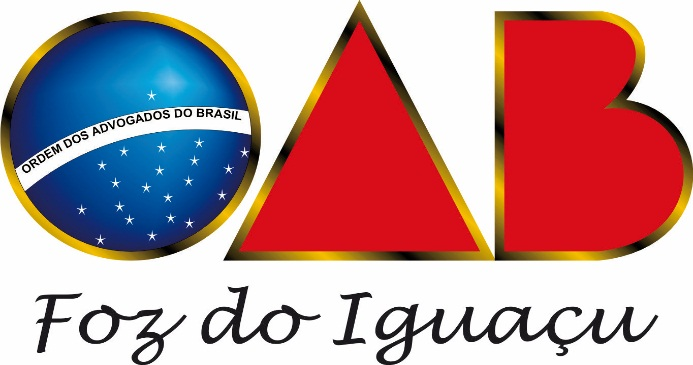 OAB
ORDEM DOS ADVOGADOS DO BRASIL
Foz do Iguaçu